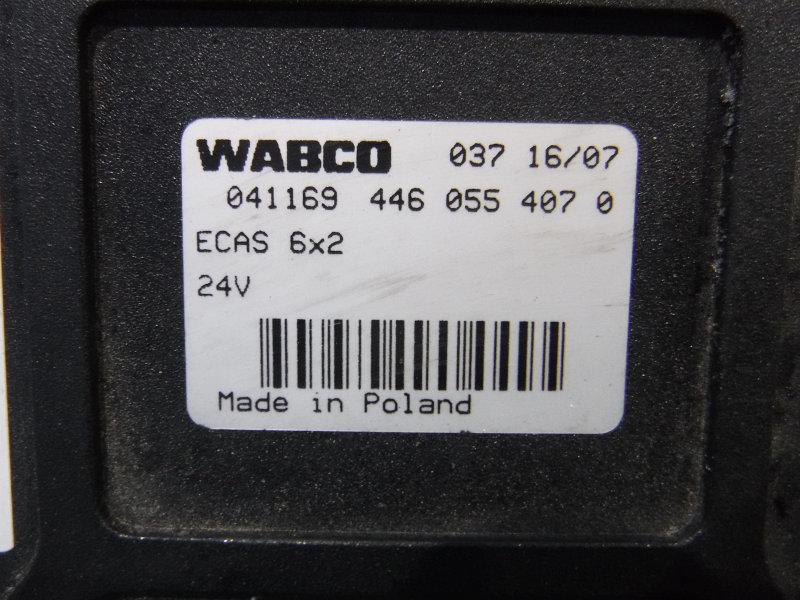 WABCO 037 16/07
041169 446 055 407 0
ECAS 6x2
24V
Made in Poland